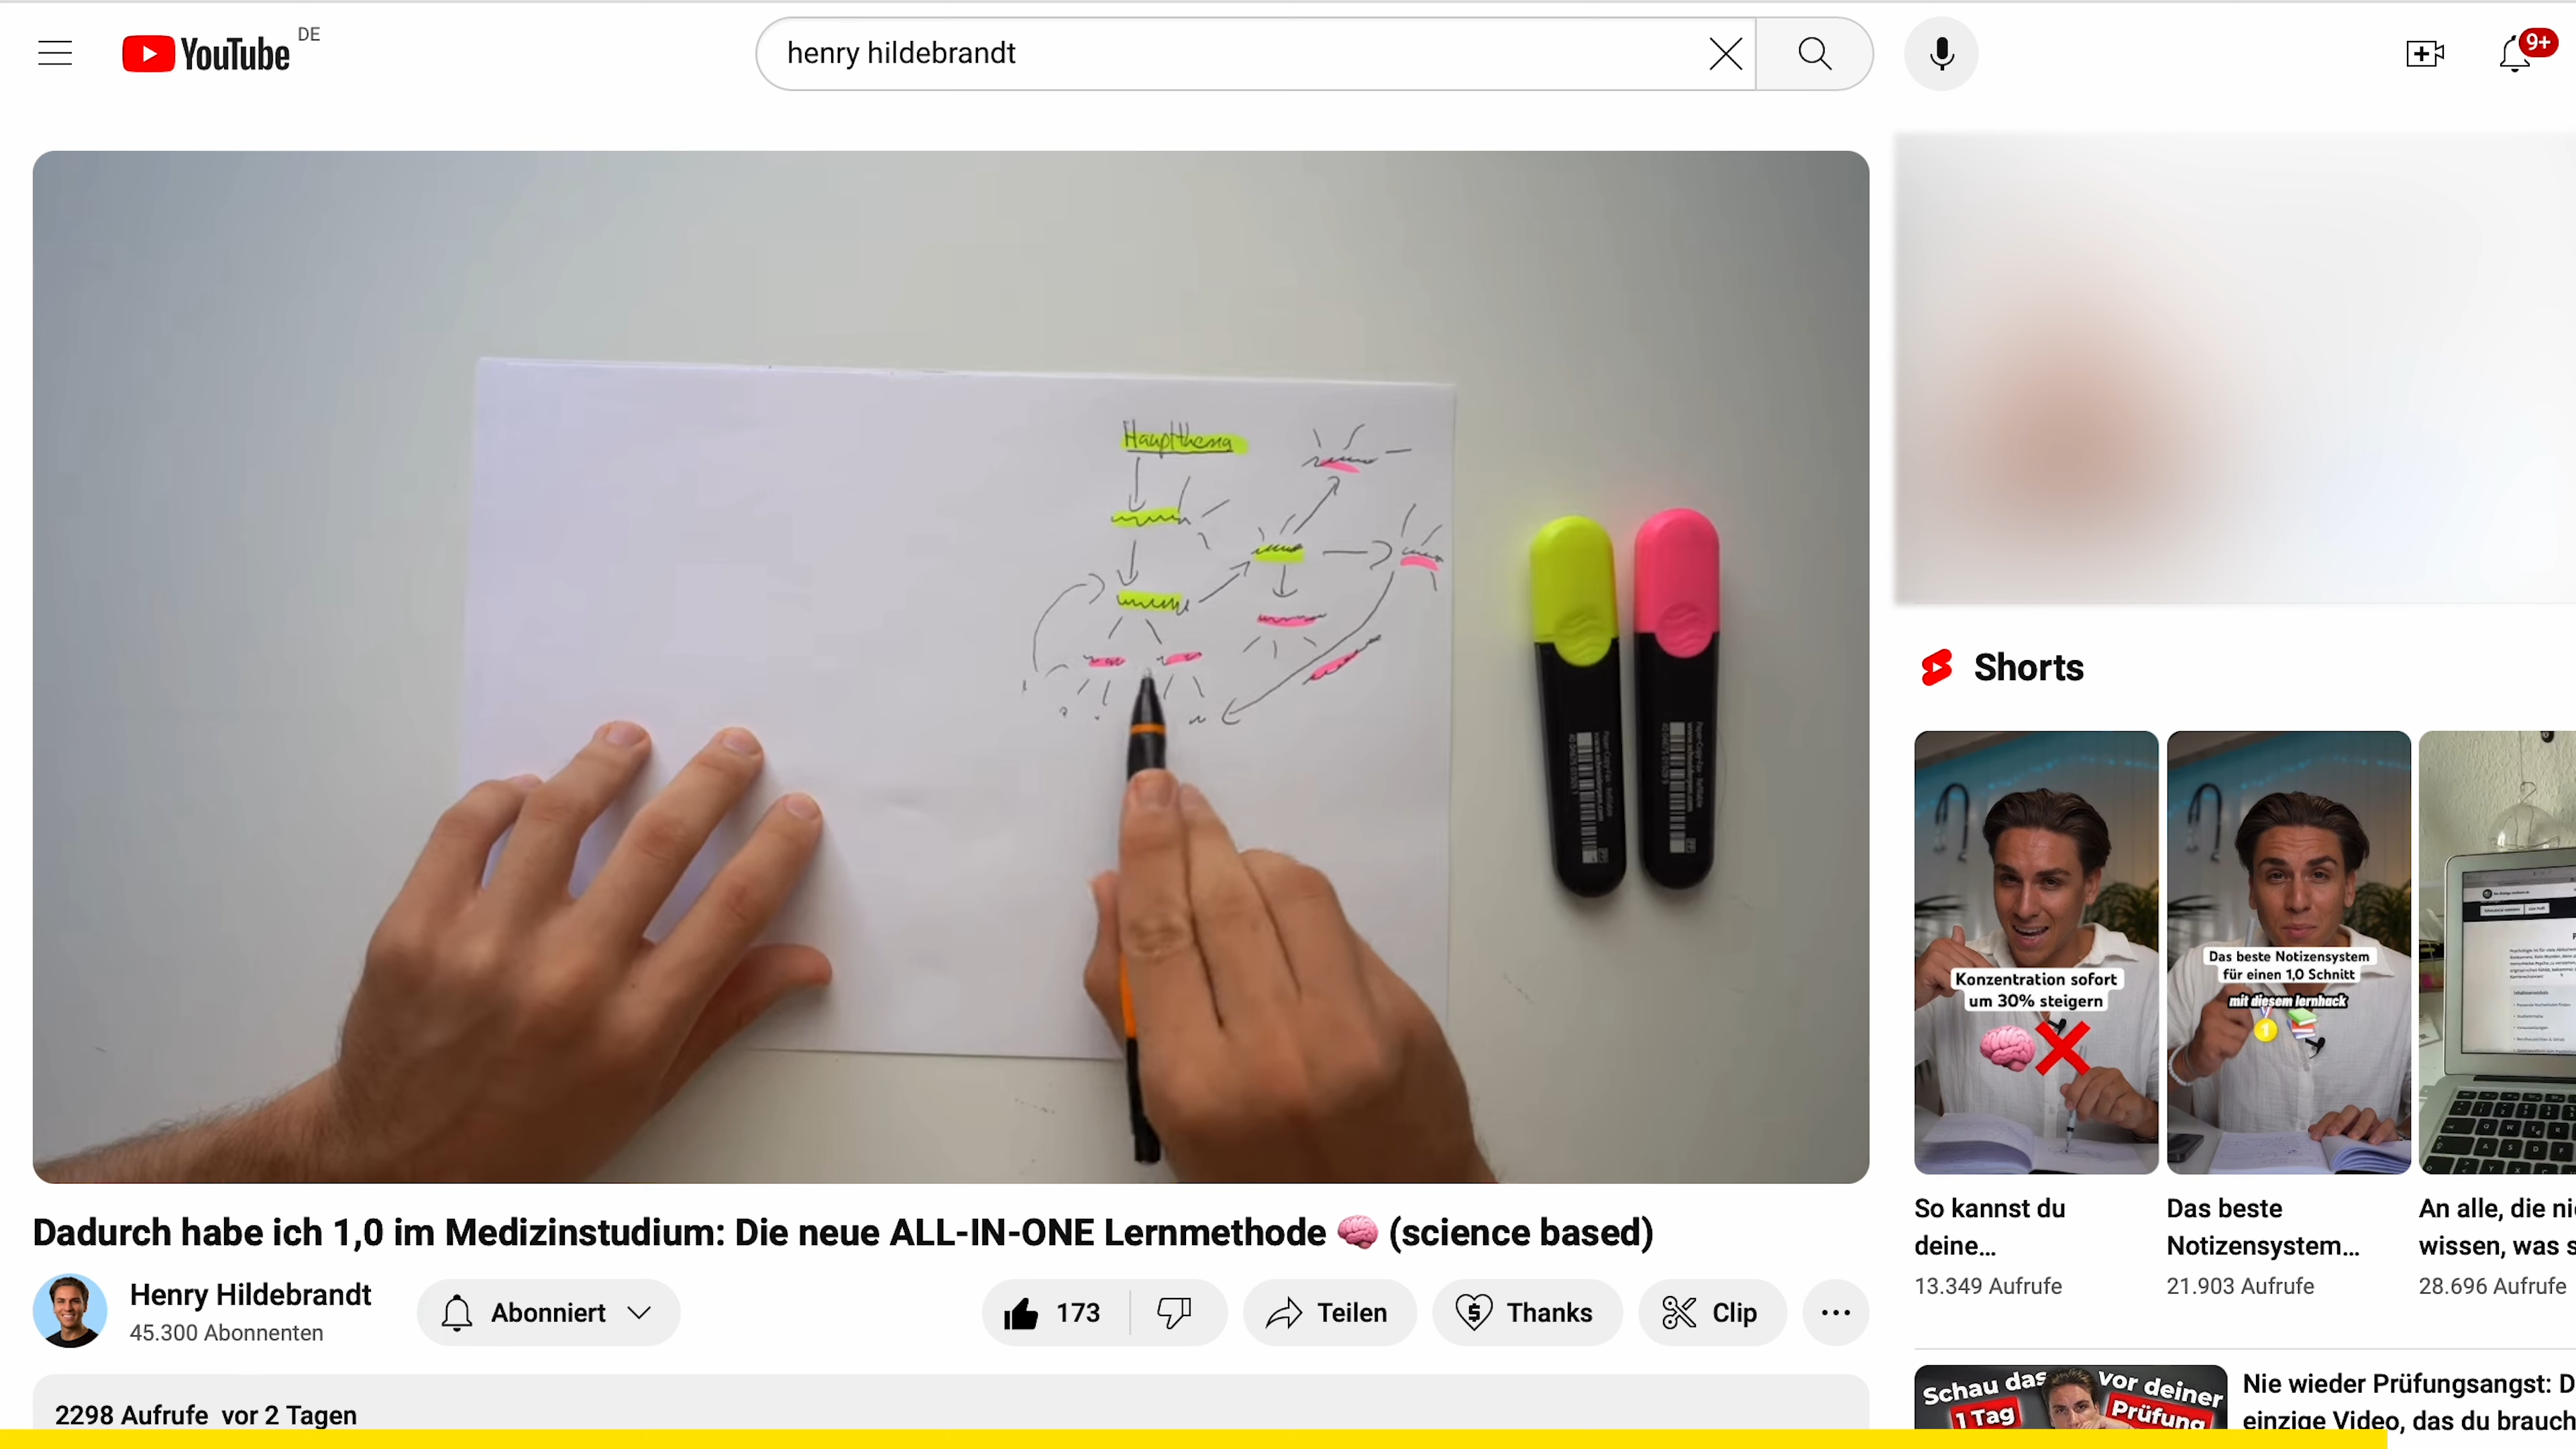 YouTube DE
henry hildebrandt
9+
Hauptthema
Shorts
Konzentration sofort
um 30% steigern
Das beste Notizensystem
für einen 1,0 Schnitt
mit diesem lernhack
1
So kannst du
deine...
13.349 Aufrufe
Das beste
Notizensystem...
21.903 Aufrufe
An alle, die ni
wissen, was s
28.696 Aufrufe
Dadurch habe ich 1,0 im Medizinstudium: Die neue ALL-IN-ONE Lernmethode 🧠 (science based)
Henry Hildebrandt
45.300 Abonnenten
Abonniert
173
Teilen
Thanks
Clip
2298 Aufrufe vor 2 Tagen
Schau das vor deiner
1 Tag Prüfung
Nie wieder Prüfungsangst: D
einzige Video, das du brauch